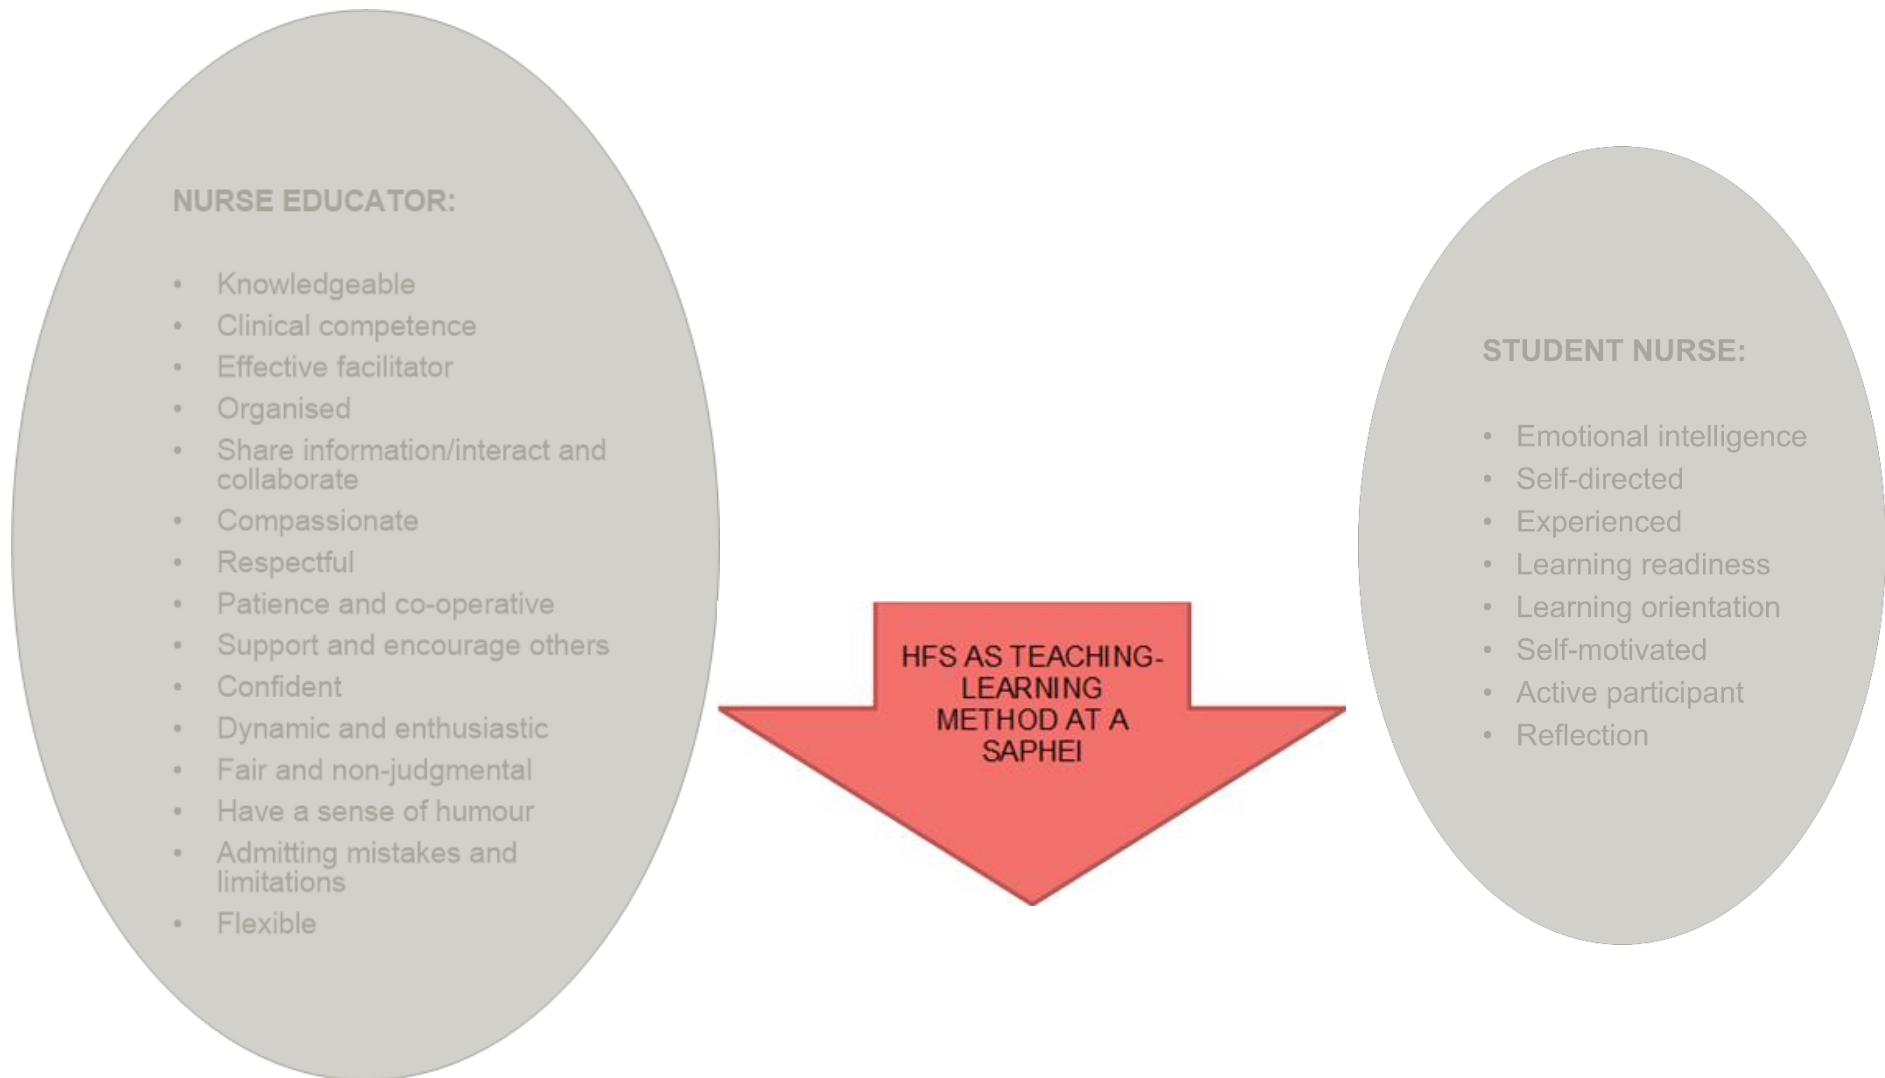 NURSE EDUCATOR:
• Knowledgeable
• Clinical competence
• Effective facilitator
• Organised
• Share information/interact and
collaborate
• Compassionate
• Respectful
• Patience and co-operative
• Support and encourage others
• Confident
• Dynamic and enthusiastic
• Fair and non-judgmental
• Have a sense of humour
• Admitting mistakes and
limitations
• Flexible
HFS AS TEACHING-
LEARNING
METHOD AT A
SAPHEI
STUDENT NURSE:
• Emotional intelligence
• Self-directed
• Experienced
• Learning readiness
• Learning orientation
• Self-motivated
• Active participant
• Reflection